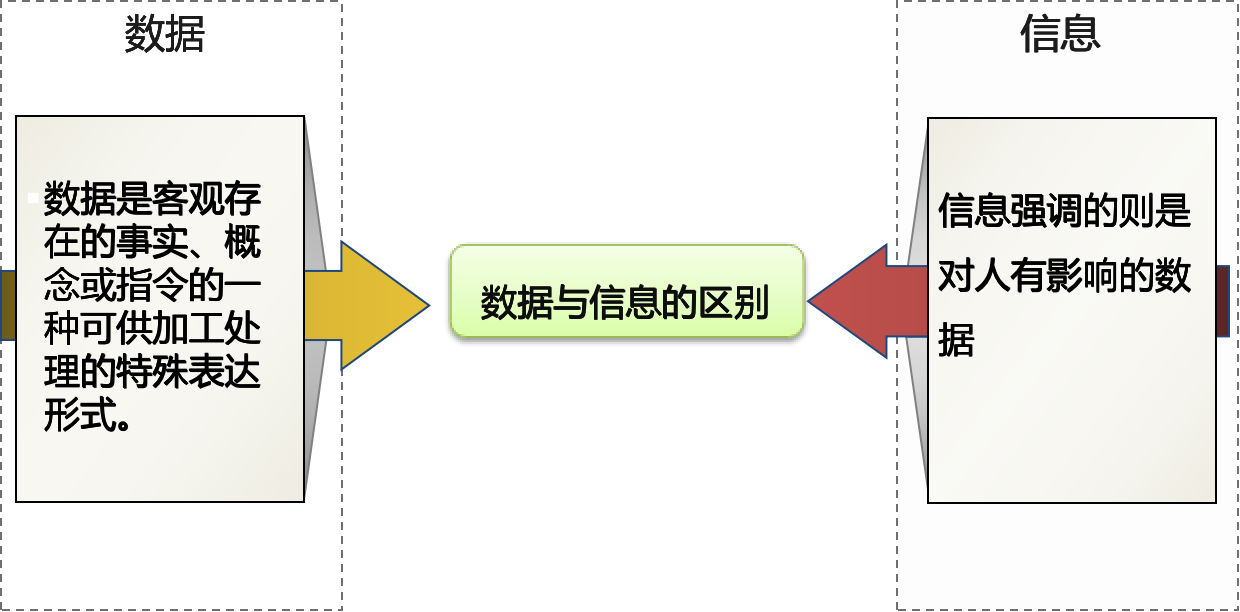 数据
信息
数据是客观存
在的事实、概
念或指令的一
种可供加工处
理的特殊表达
形式。
数据与信息的区别
信息强调的则是
对人有影响的数
据